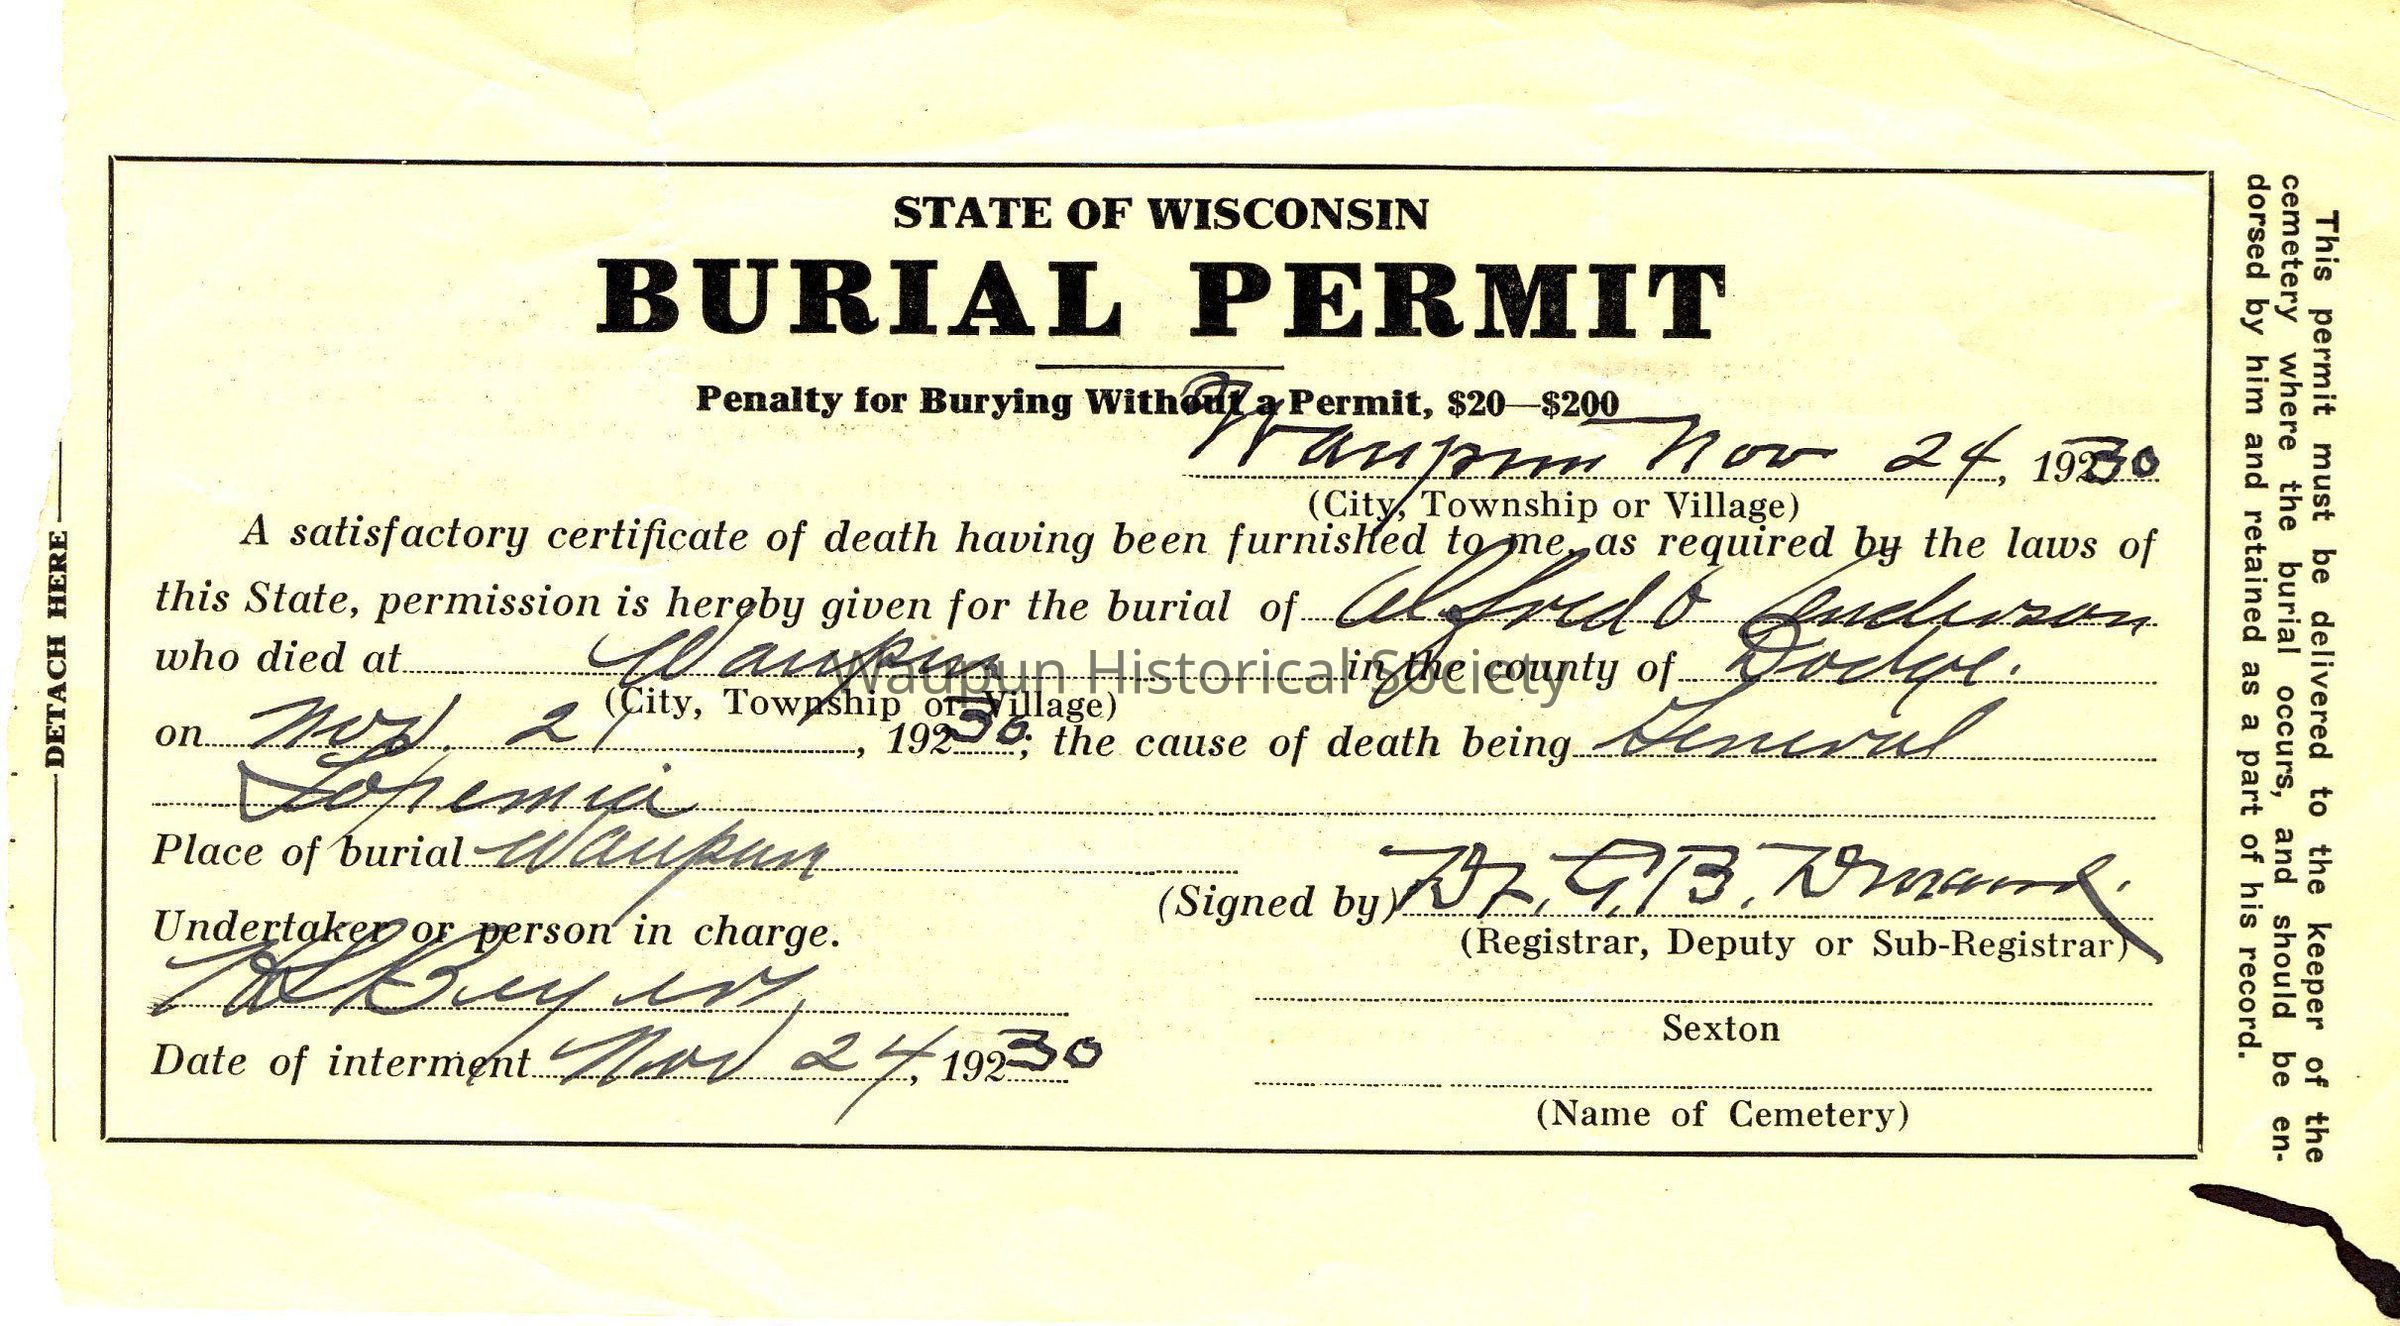 STATE OF WISCONSIN
BURIAL PERMIT
Penalty for Burying Without a Permit, $20—$200
Waupun Nov 24, 19230
(City, Township or Village)
A satisfactory certificate of death having been furnished to me, as required by the laws of
this State, permission is hereby given for the burial of Alfred O Anderson
who died at Waupun in the county of Dodge.
(City, Township or Village)
on Nov. 21, 19230; the cause of death being General
Sopemia
Place of burial Waupun
(Signed by) Dr. G. B.
Undertaker or person in charge.
(Registrar, Deputy or Sub-Registrar)
Sexton
Date of interment Nov 24, 19230
(Name of Cemetery)
DETACH HERE
This permit must be delivered to the keeper of the
cemetery where the burial occurs, and should be en-
dorsed by him and retained as a part of his record.
Waupun Historical Society